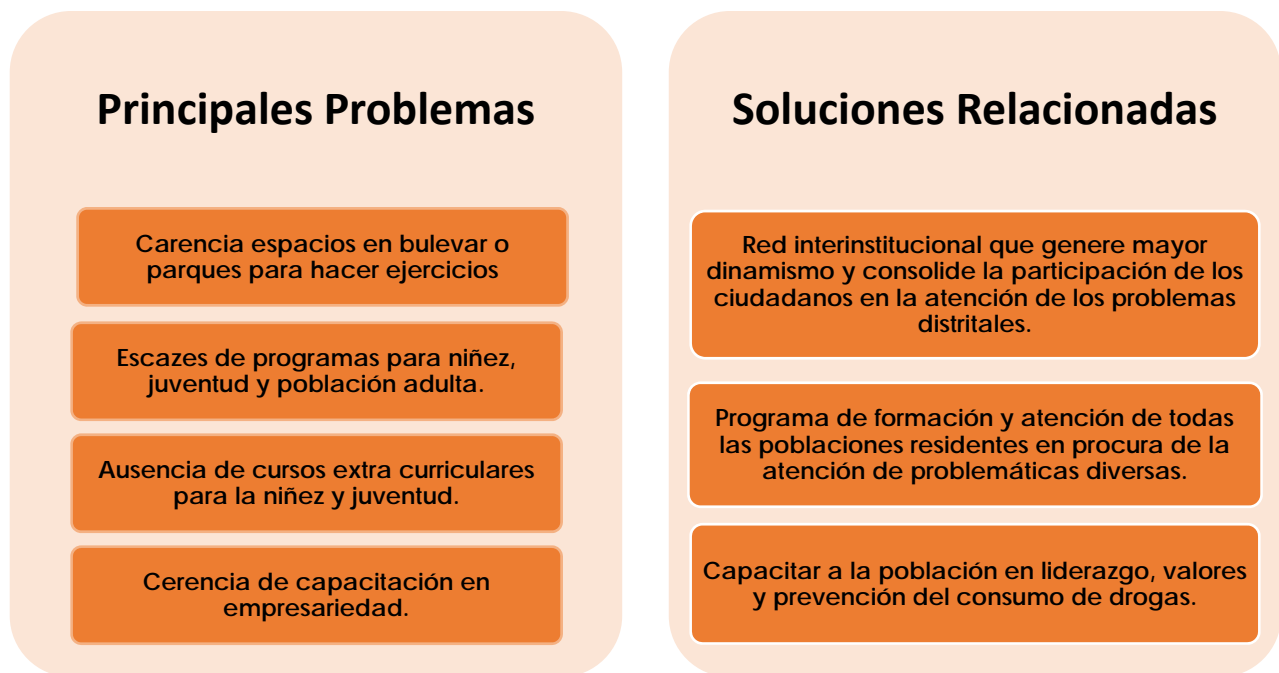 Principales Problemas
Carencia espacios en bulevar o
parques para hacer ejercicios
Escazes de programas para niñez,
juventud y población adulta.
Ausencia de cursos extra curriculares
para la niñez y juventud.
Cerencia de capacitación en
empresariedad.
Soluciones Relacionadas
Red interinstitucional que genere mayor
dinamismo y consolide la participación de los
ciudadanos en la atención de los problemas
distritales.
Programa de formación y atención de todas
las poblaciones residentes en procura de la
atención de problemáticas diversas.
Capacitar a la población en liderazgo, valores
y prevención del consumo de drogas.